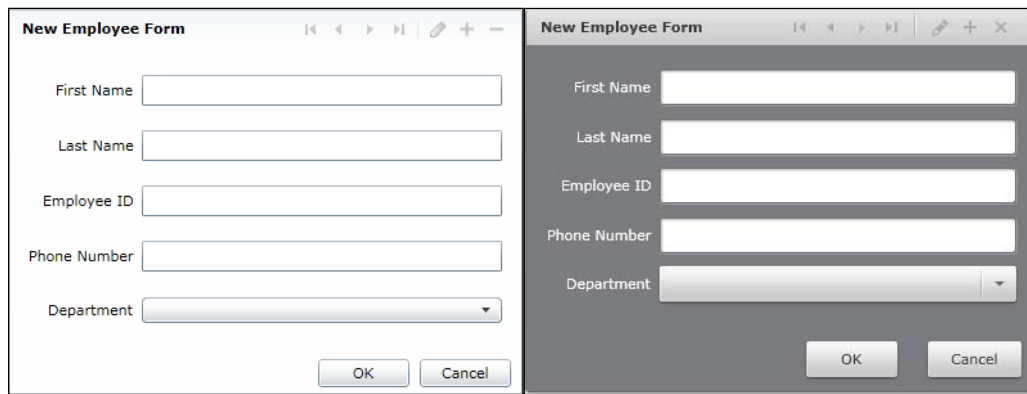 New Employee Form
First Name
Last Name
Employee ID
Phone Number
Department
OK
Cancel
New Employee Form
First Name
Last Name
Employee ID
Phone Number
Department
OK
Cancel